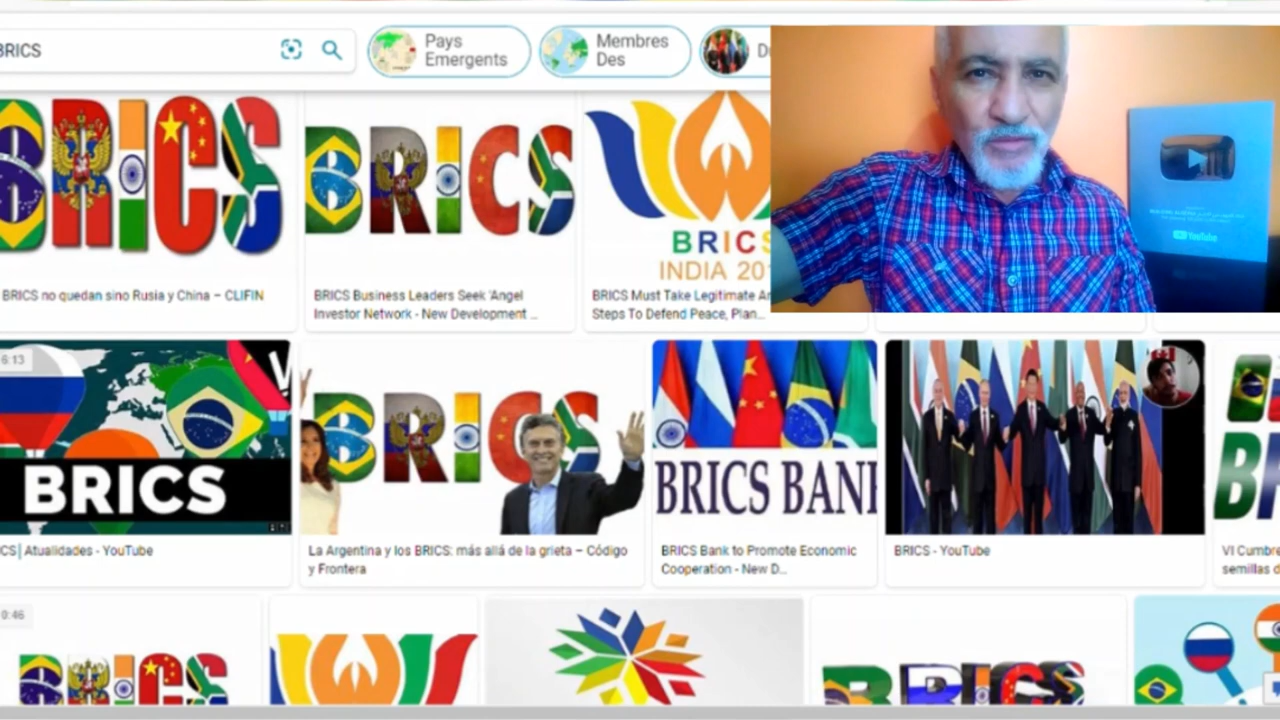 BRICS
Pays
Emergents
Membres
Des
BRICS
BRICS
BRICS
INDIA 20
BRICS no quedan sino Rusia y China – CLIFIN
BRICS Business Leaders Seek 'Angel
Investor Network - New Development ...
BRICS Must Take Legitimate
Steps To Defend Peace, Plan...
YouTube
6:13
BRICS
BRICS
BRICS BANK
CS| Atualidades - YouTube
La Argentina y los BRICS: más allá de la grieta – Código
y Frontera
BRICS Bank to Promote Economic
Cooperation - New D...
BRICS - YouTube
VI Cumbre
semillas d
0:46
BRICS
BRICS